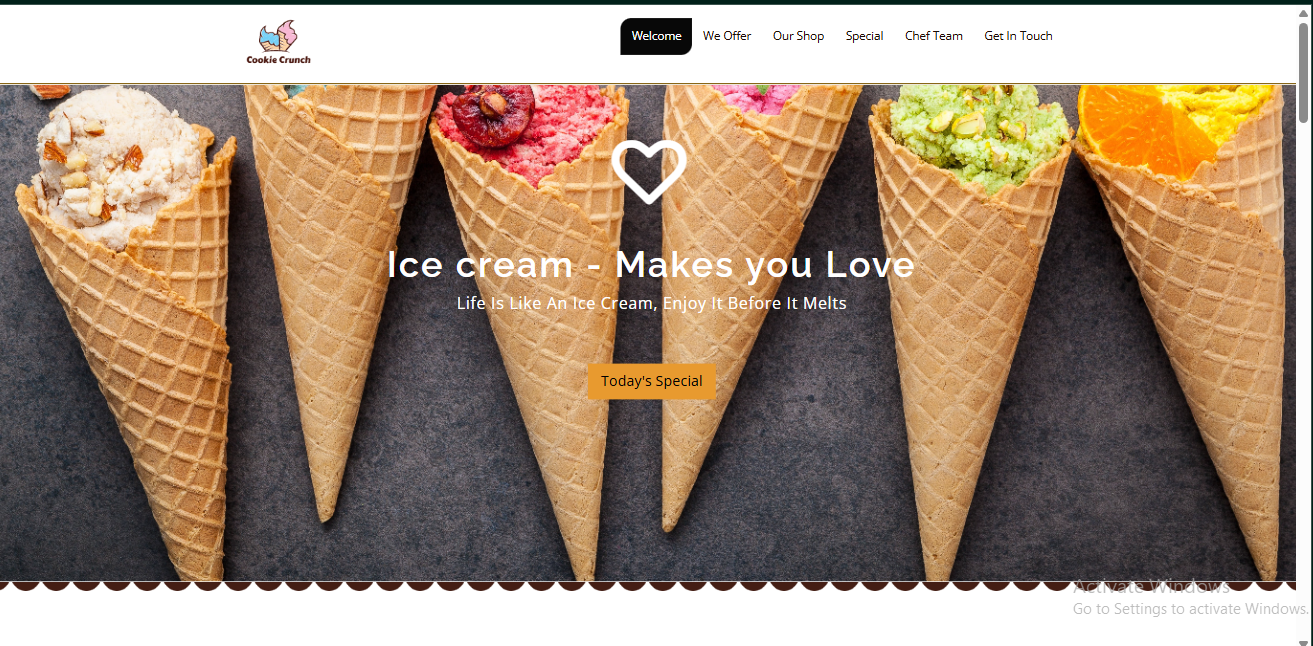 Cookie Crunch
Welcome We Offer Our Shop Special Chef Team Get In Touch
Ice cream - Makes you Love
Life Is Like An Ice Cream, Enjoy It Before It Melts
Today's Special
Activate Windows
Go to Settings to activate Windows.